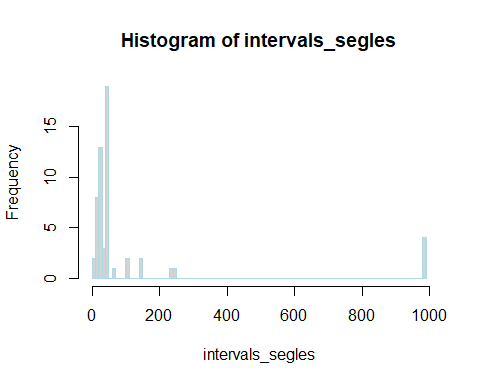 Histogram of intervals_segles
Frequency
15
10
5
0
0 200 400 600 800 1000
intervals_segles